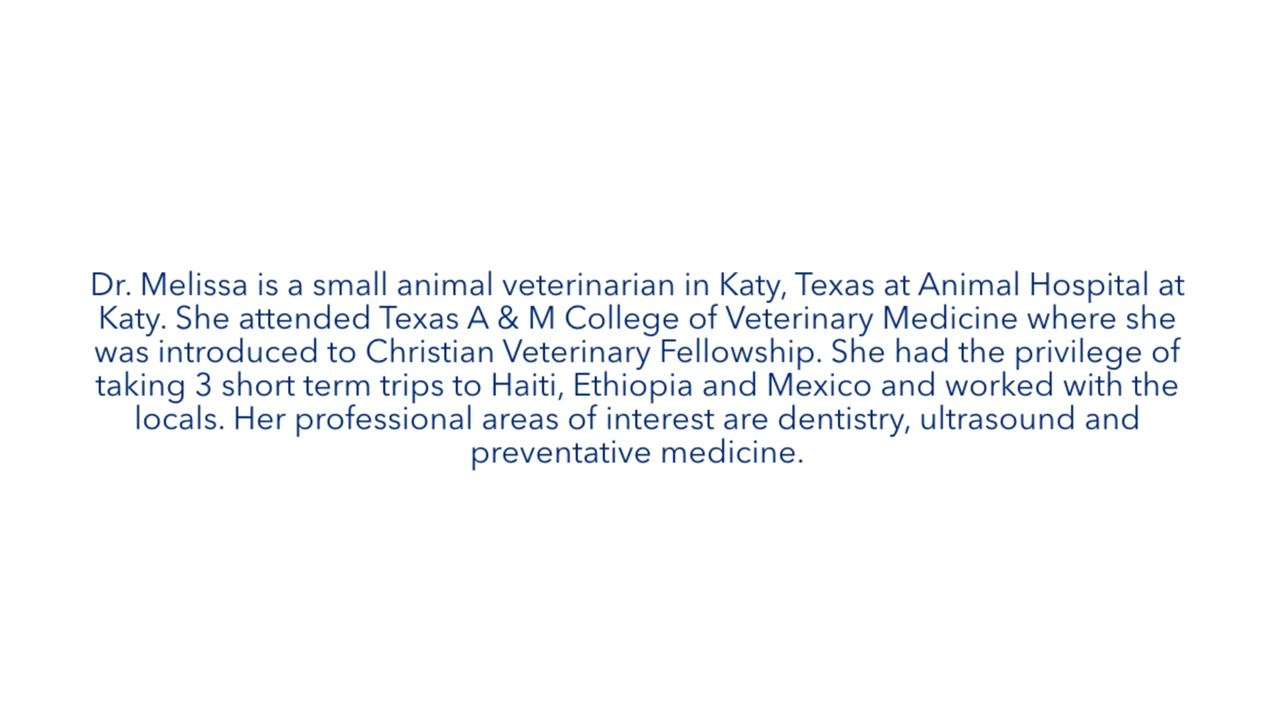 Dr. Melissa is a small animal veterinarian in Katy, Texas at Animal Hospital at
Katy. She attended Texas A & M College of Veterinary Medicine where she
was introduced to Christian Veterinary Fellowship. She had the privilege of
taking 3 short term trips to Haiti, Ethiopia and Mexico and worked with the
locals. Her professional areas of interest are dentistry, ultrasound and
preventative medicine.